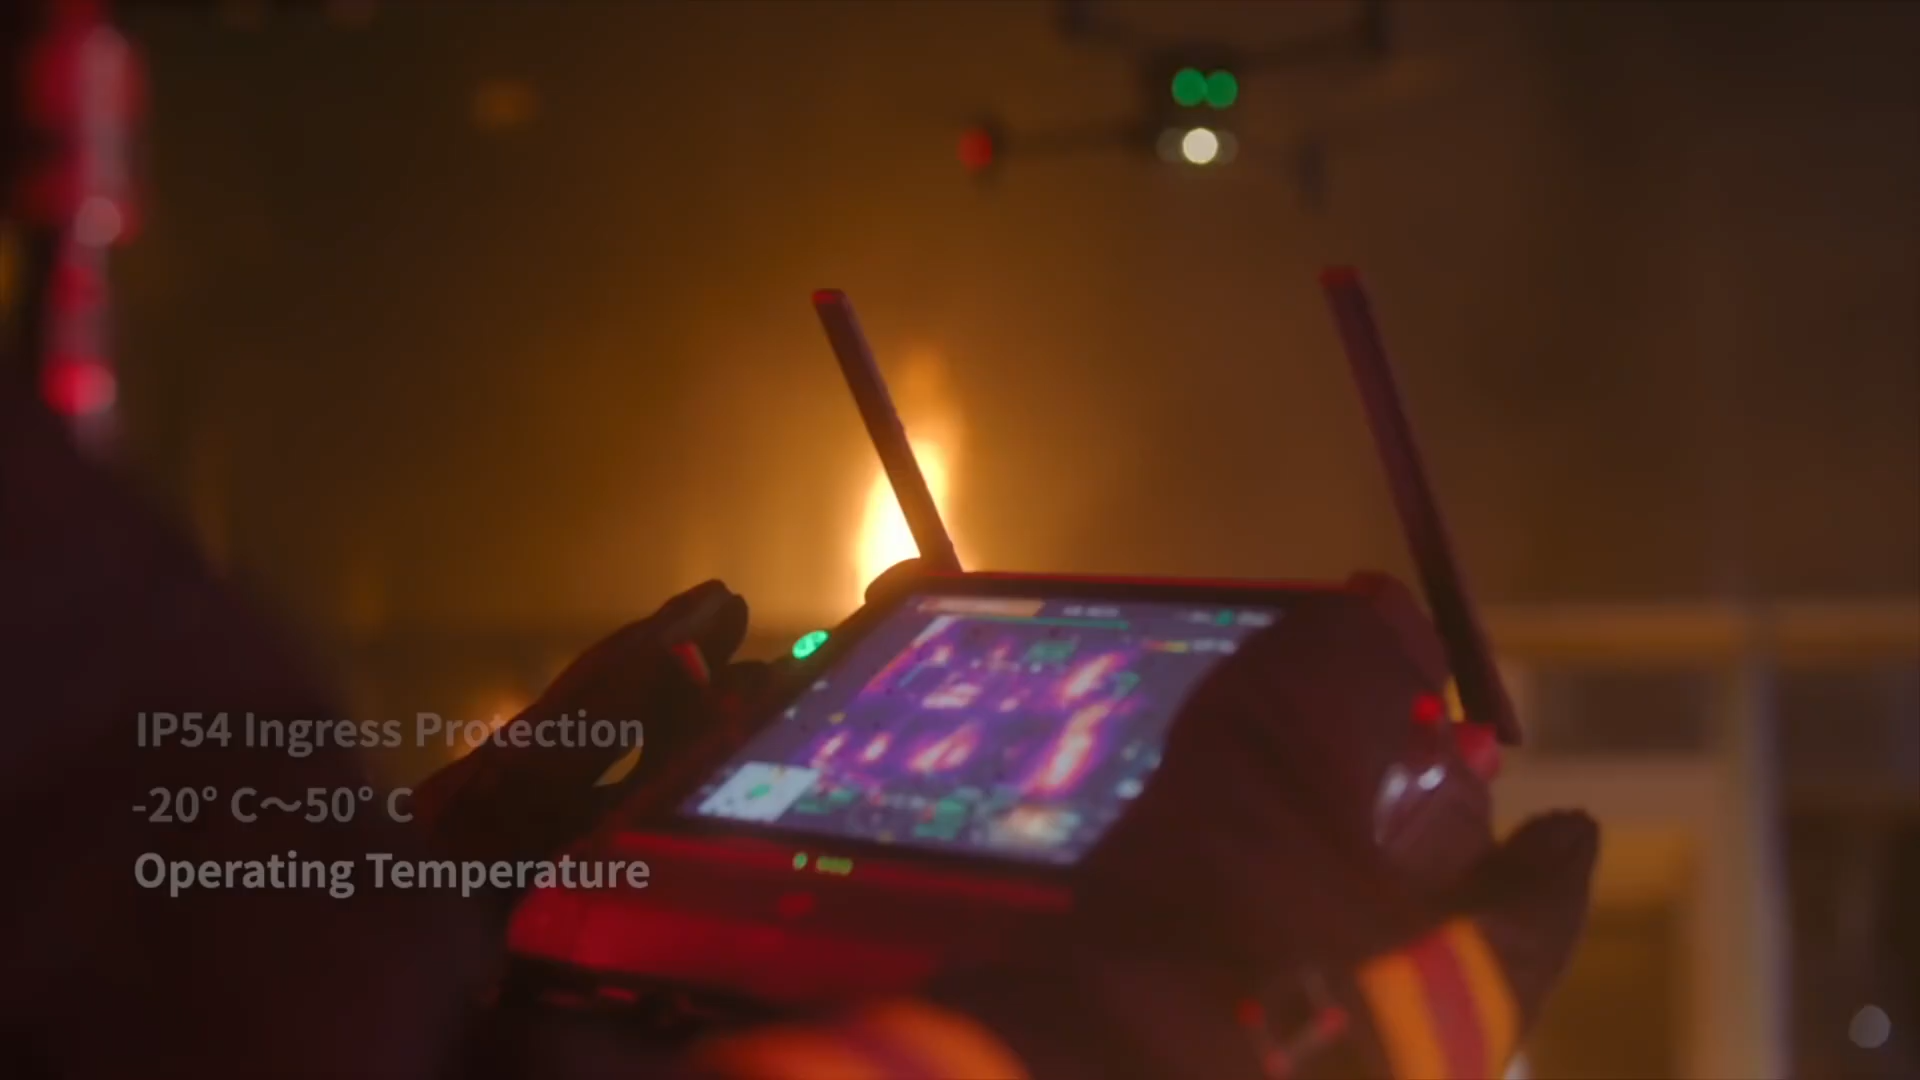 IP54 Ingress Protection
-20° C～50° C
Operating Temperature